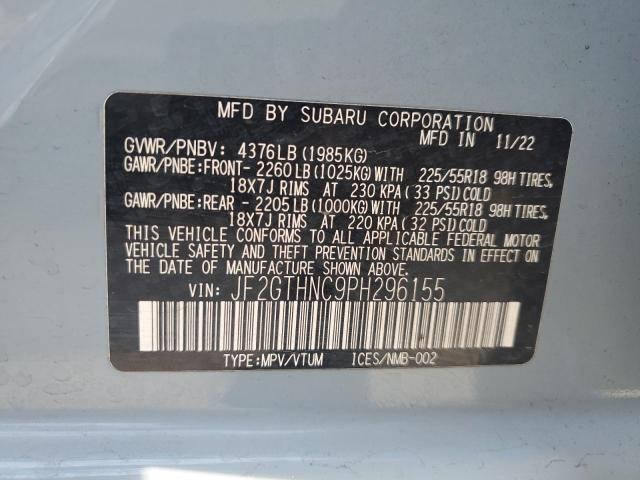 MFD BY SUBARU CORPORATION
MFD IN 11/22
GVWR/PNBV: 4376LB (1985KG)
GAWR/PNBE:FRONT- 2260LB (1025KG) WITH 225/55R18 98H TIRES,
18X7J RIMS AT 230 KPA (33 PSI) COLD
GAWR/PNBE:REAR - 2205LB (1000KG) WITH 225/55R18 98H TIRES,
18X7J RIMS AT 220 KPA (32 PSI) COLD
THIS VEHICLE CONFORMS TO ALL APPLICABLE FEDERAL MOTOR
VEHICLE SAFETY AND THEFT PREVENTION STANDARDS IN EFFECT ON
THE DATE OF MANUFACTURE SHOWN ABOVE.
VIN: JF2GTHNC9PH296155
TYPE:MPV/VTUM ICES/NMB-002